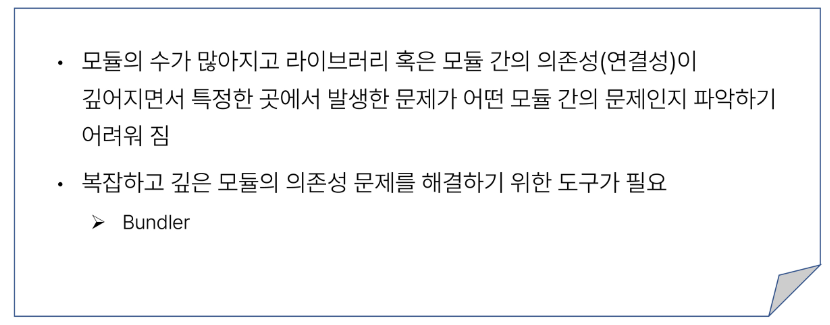 • 모듈의 수가 많아지고 라이브러리 혹은 모듈 간의 의존성(연결성)이
깊어지면서 특정한 곳에서 발생한 문제가 어떤 모듈 간의 문제인지 파악하기
어려워 짐
• 복잡하고 깊은 모듈의 의존성 문제를 해결하기 위한 도구가 필요
➢ Bundler